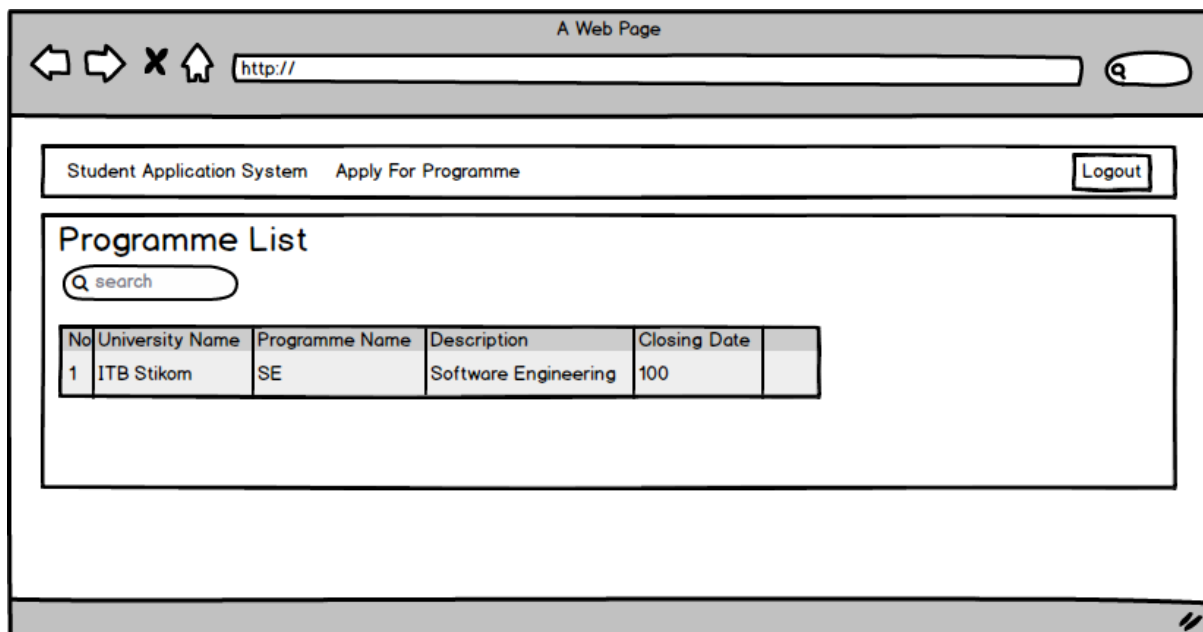 A Web Page
http://
Student Application System Apply For Programme Logout
Programme List
search
No University Name Programme Name Description Closing Date
1 ITB Stikom SE Software Engineering 100